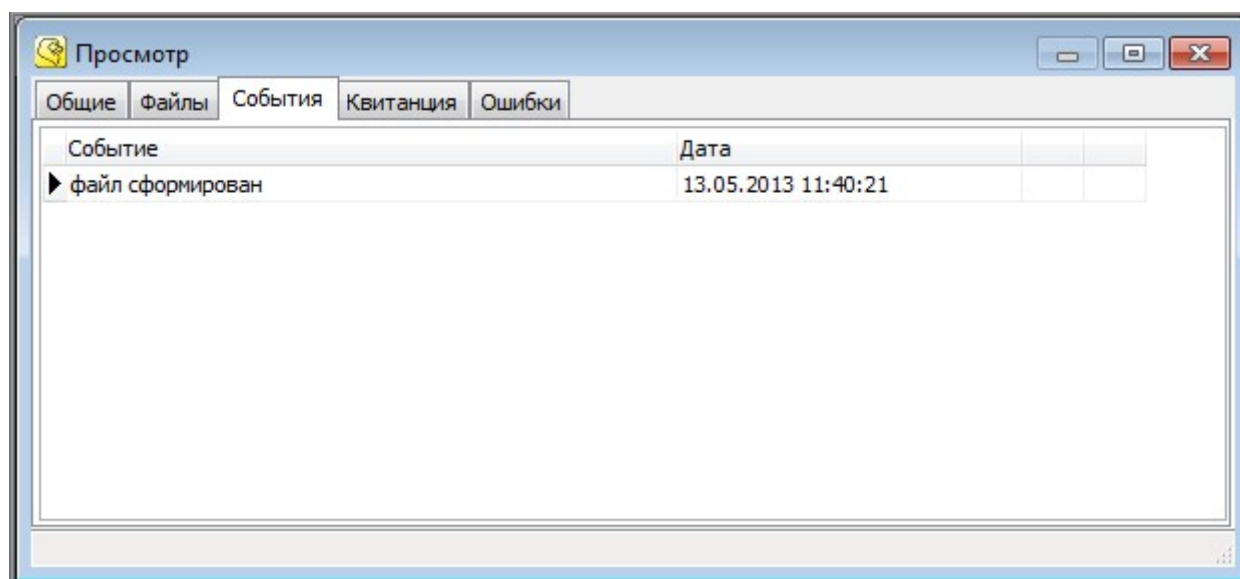 Просмотр
Общие Файлы События Квитанция Ошибки
Событие Дата
файл сформирован 13.05.2013 11:40:21